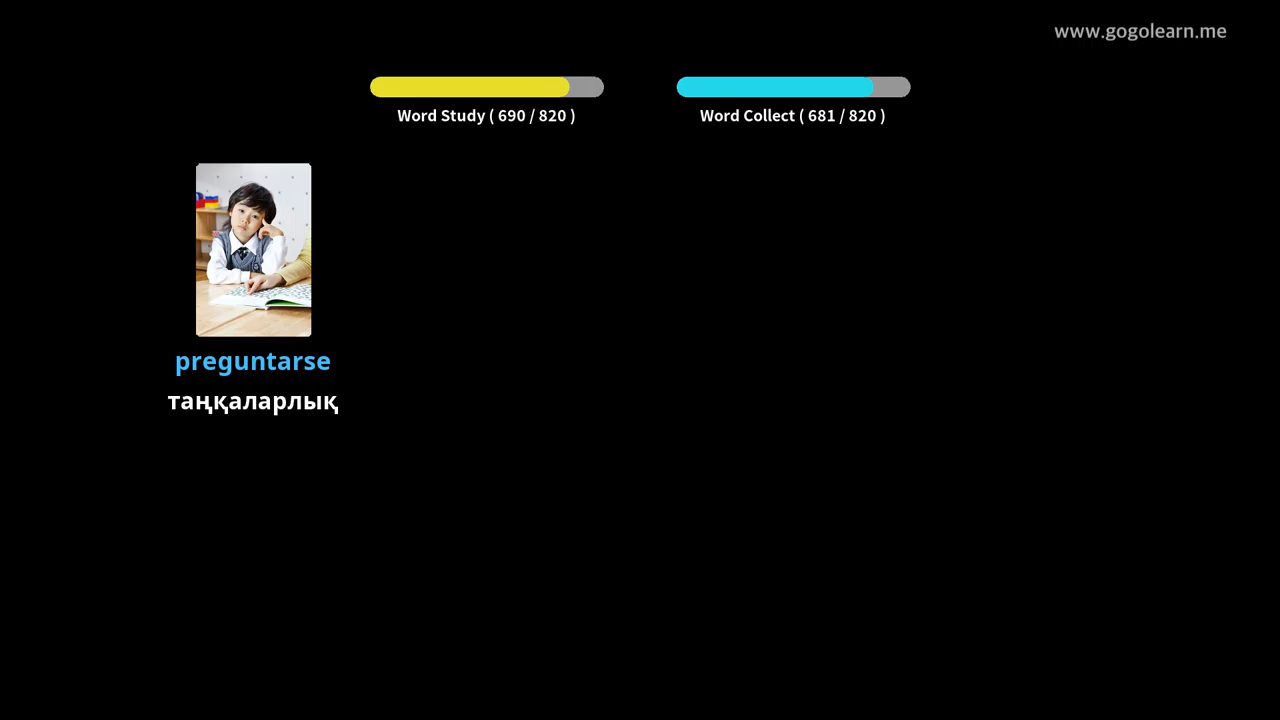 www.gogolearn.me
Word Study ( 690 / 820 )
Word Collect ( 681 / 820 )
preguntarse
таңқаларлық